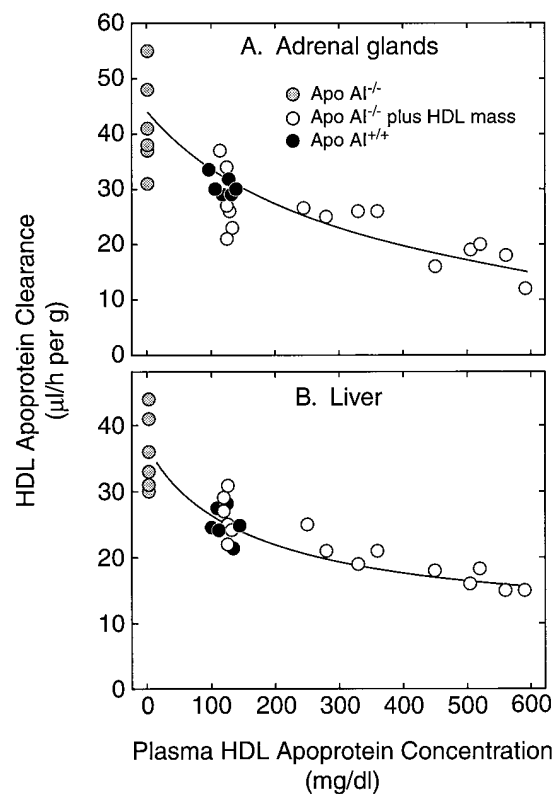 60
A. Adrenal glands
50
Apo AI-/-
Apo AI-/- plus HDL mass
40
Apo AI+/+
30
20
10
0
B. Liver
40
30
20
10
0
0 100 200 300 400 500 600
HDL Apoprotein Clearance
(µl/h per g)
Plasma HDL Apoprotein Concentration
(mg/dl)